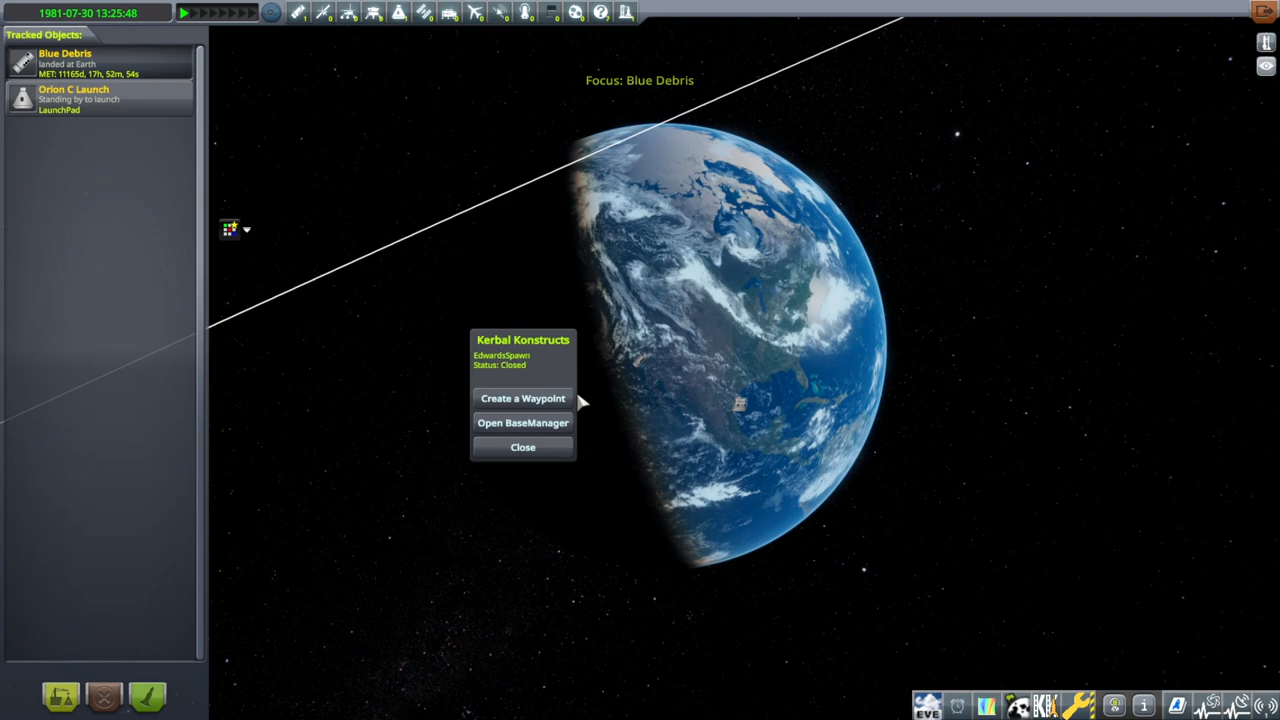 1981-07-30 13:25:48
Tracked Objects:
Blue Debris
landed at Earth
MET: 11165d, 17h, 52m, 54s
Orion C Launch
Standing by to launch
LaunchPad
Focus: Blue Debris
Kerbal Konstructs
EdwardsSpawn
Status: Closed
Create a Waypoint
Open BaseManager
Close
EVE